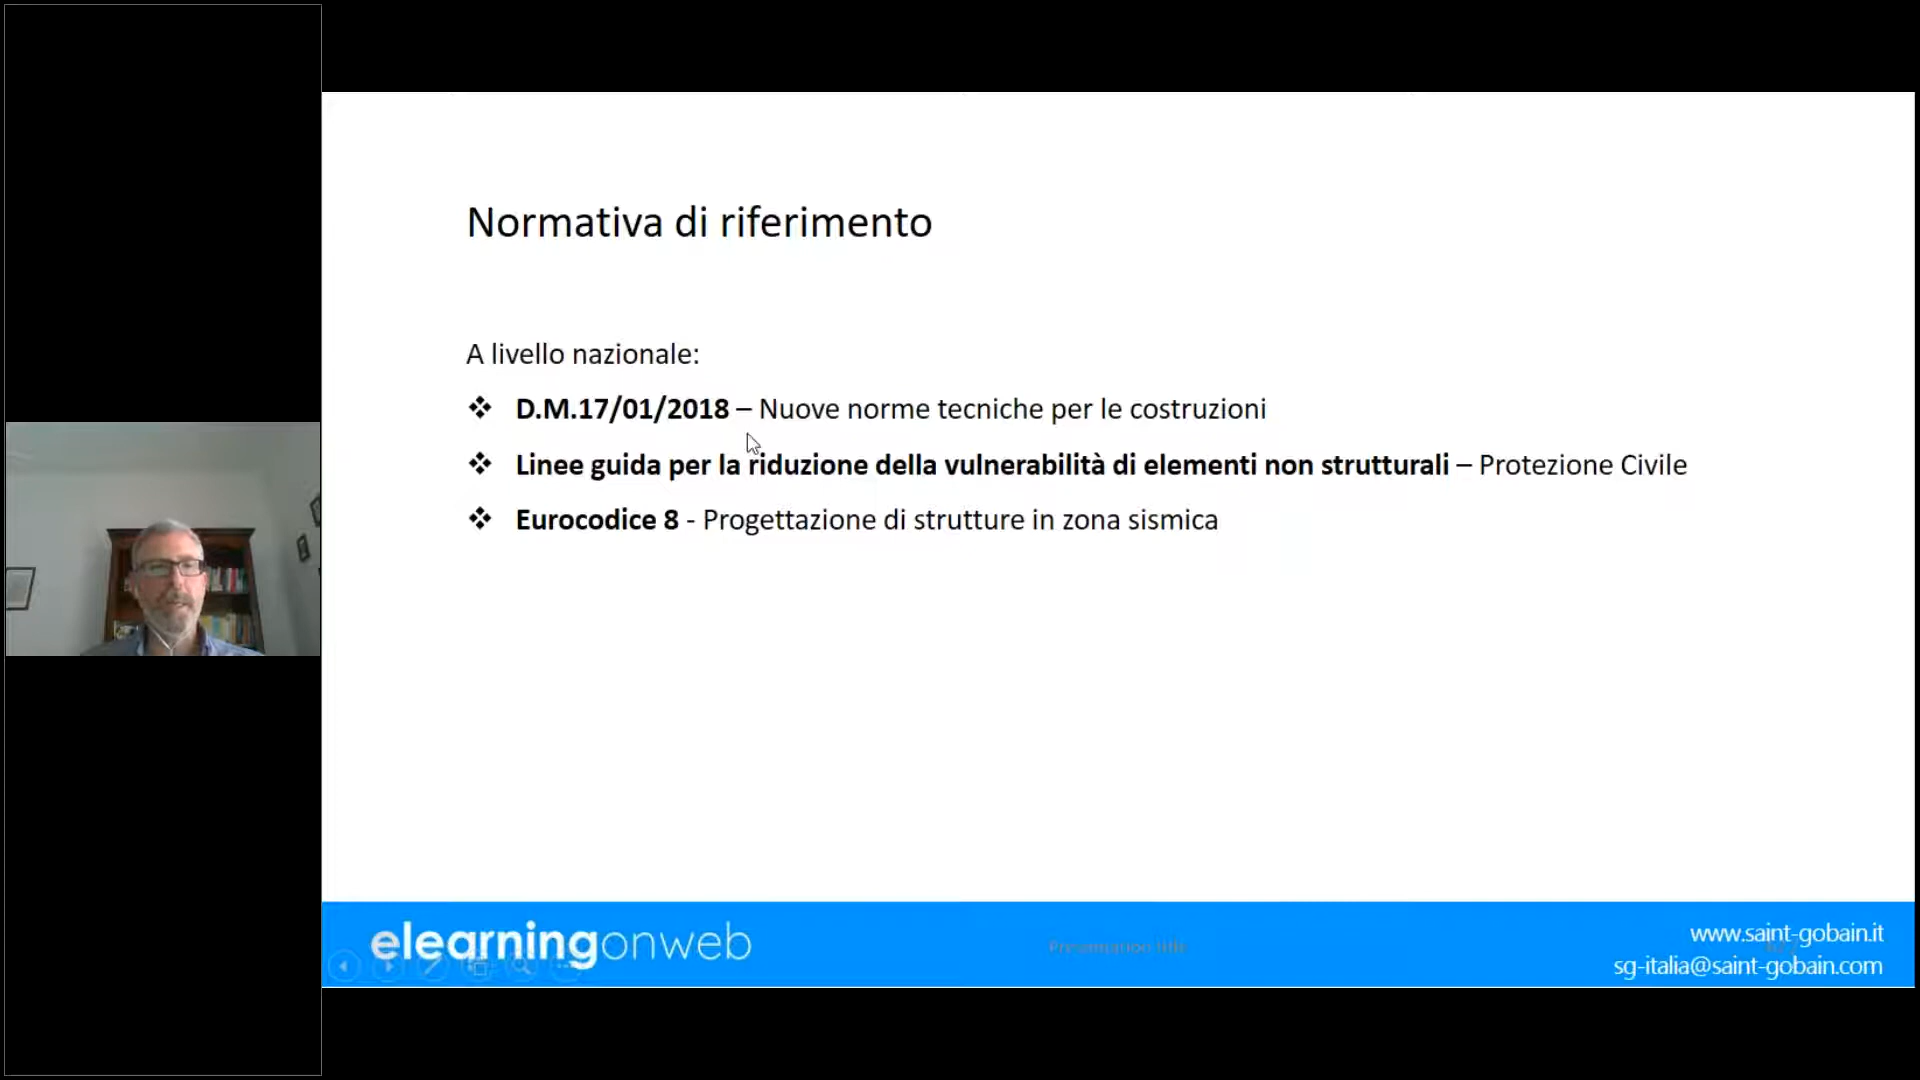 Normativa di riferimento
A livello nazionale:
❖ D.M.17/01/2018 – Nuove norme tecniche per le costruzioni
❖ Linee guida per la riduzione della vulnerabilità di elementi non strutturali – Protezione Civile
❖ Eurocodice 8 - Progettazione di strutture in zona sismica
elearningonweb
Presentation title
www.saint-gobain.it
sg-italia@saint-gobain.com